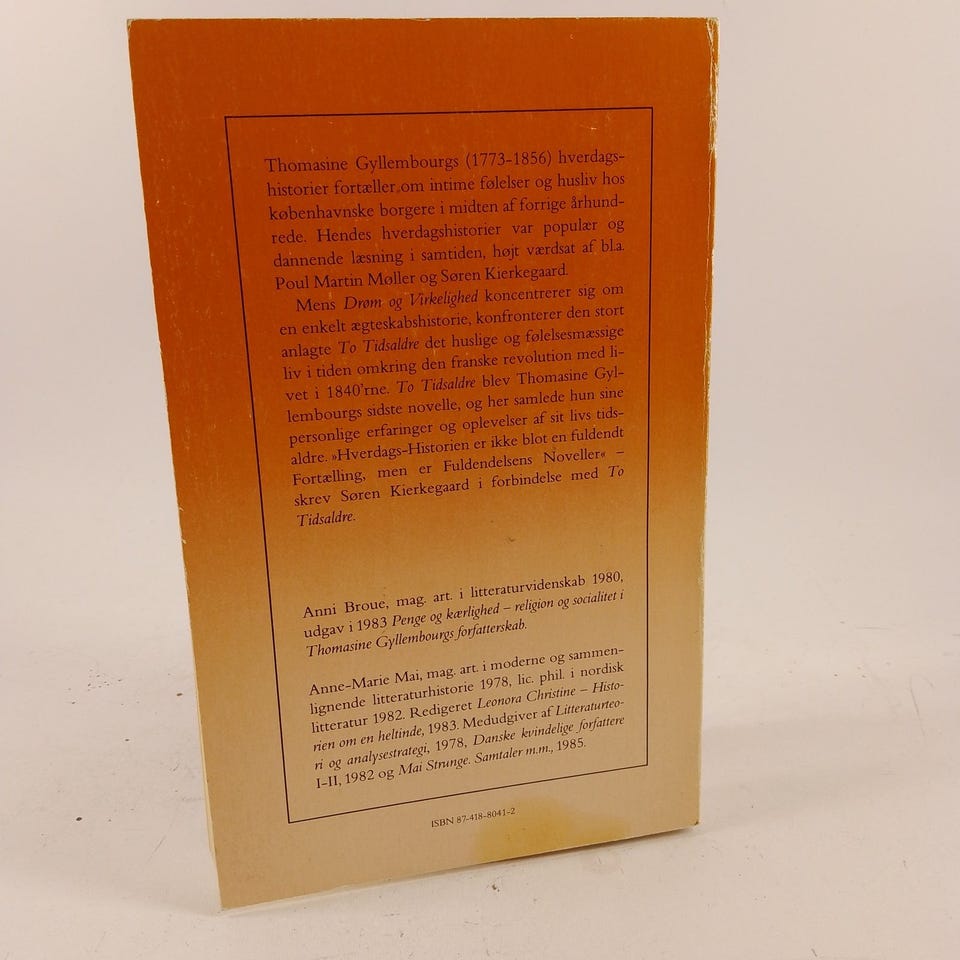 Thomasine Gyllembourgs (1773-1856) hverdags-
historier fortæller om intime følelser og husliv hos
københavnske borgere i midten af forrige århund-
rede. Hendes hverdagshistorier var populær og
dannende læsning i samtiden, højt værdsat af bl.a.
Poul Martin Møller og Søren Kierkegaard.
Mens Drøm og Virkelighed koncentrerer sig om
en enkelt ægteskabshistorie, konfronterer den stort
anlagte To Tidsaldre det huslige og følelsesmæssige
liv i tiden omkring den franske revolution med li-
vet i 1840'rne. To Tidsaldre blev Thomasine Gyl-
lembourgs sidste novelle, og her samlede hun sine
personlige erfaringer og oplevelser af sit livs tids-
aldre. »Hverdags-Historien er ikke blot en fuldendt
Fortælling, men er Fuldendelsens Noveller« –
skrev Søren Kierkegaard i forbindelse med To
Tidsaldre.
Anni Broue, mag. art. i litteraturvidenskab 1980,
udgav i 1983 Penge og kærlighed – religion og socialitet i
Thomasine Gyllembourgs forfatterskab.
Anne-Marie Mai, mag. art. i moderne og sammen-
lignende litteraturhistorie 1978, lic. phil. i nordisk
litteratur 1982. Redigeret Leonora Christine – Histo-
rien om en heltinde, 1983. Medudgiver af Litteraturteo-
ri og analysestrategi, 1978, Danske kvindelige forfattere
I-II, 1982 og Mai Strunge. Samtaler m.m., 1985.
ISBN 87-418-8041-2